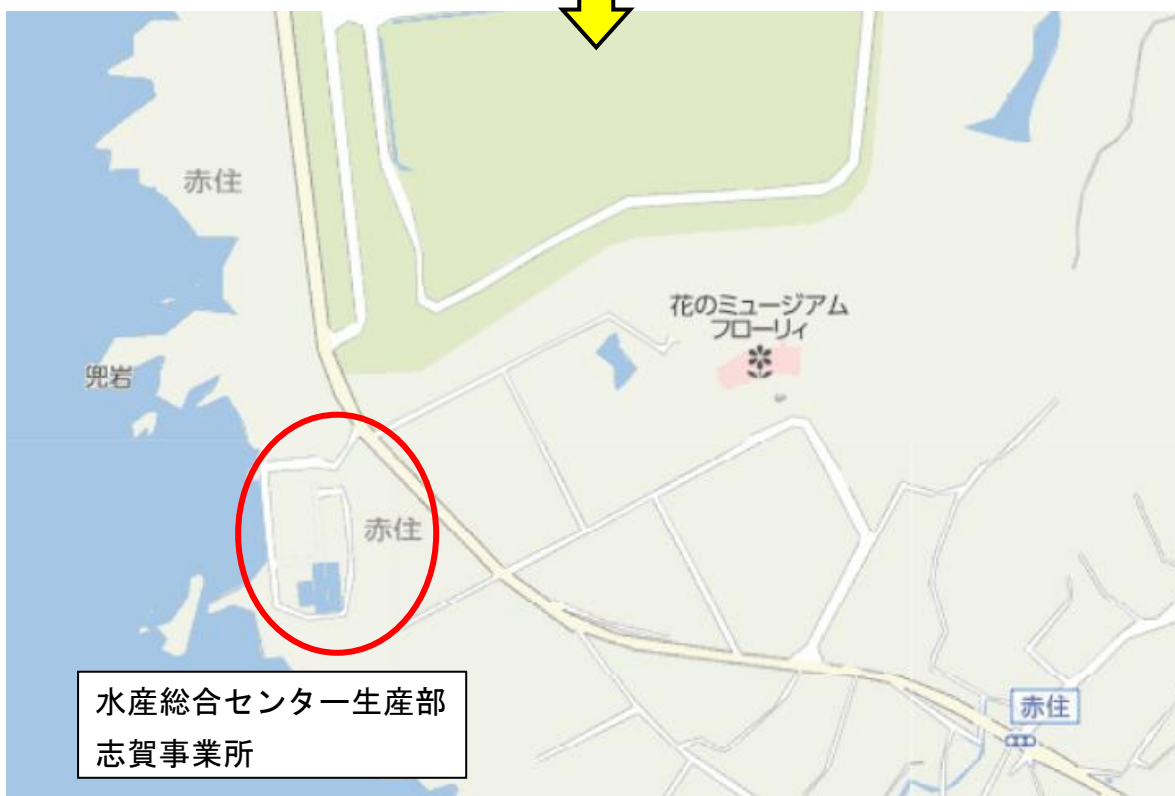 赤住
花のミュージアム
フローリィ
兜岩
赤住
水産総合センター生産部
志賀事業所
赤住